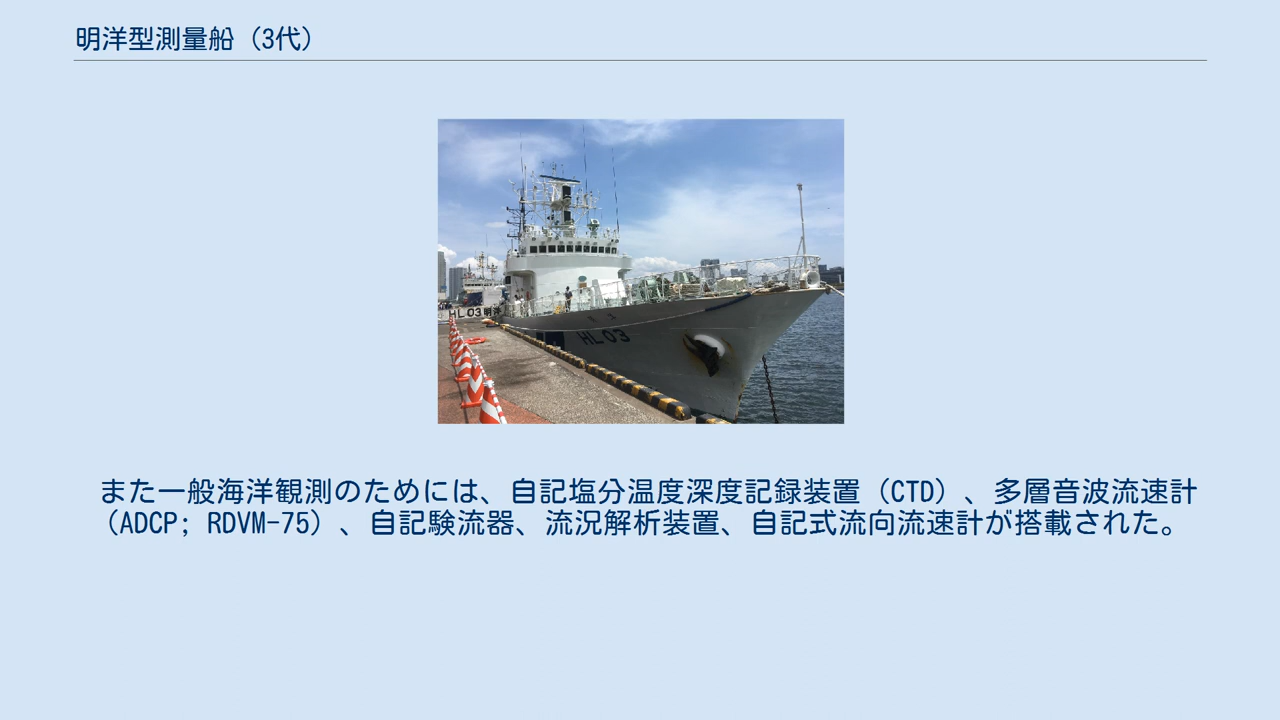 明洋型測量船（3代）
HL 03 明洋
HL 03
また一般海洋観測のためには、自記塩分温度深度記録装置（CTD）、多層音波流速計
（ADCP; RDVM-75）、自記験流器、流況解析装置、自記式流向流速計が搭載された。